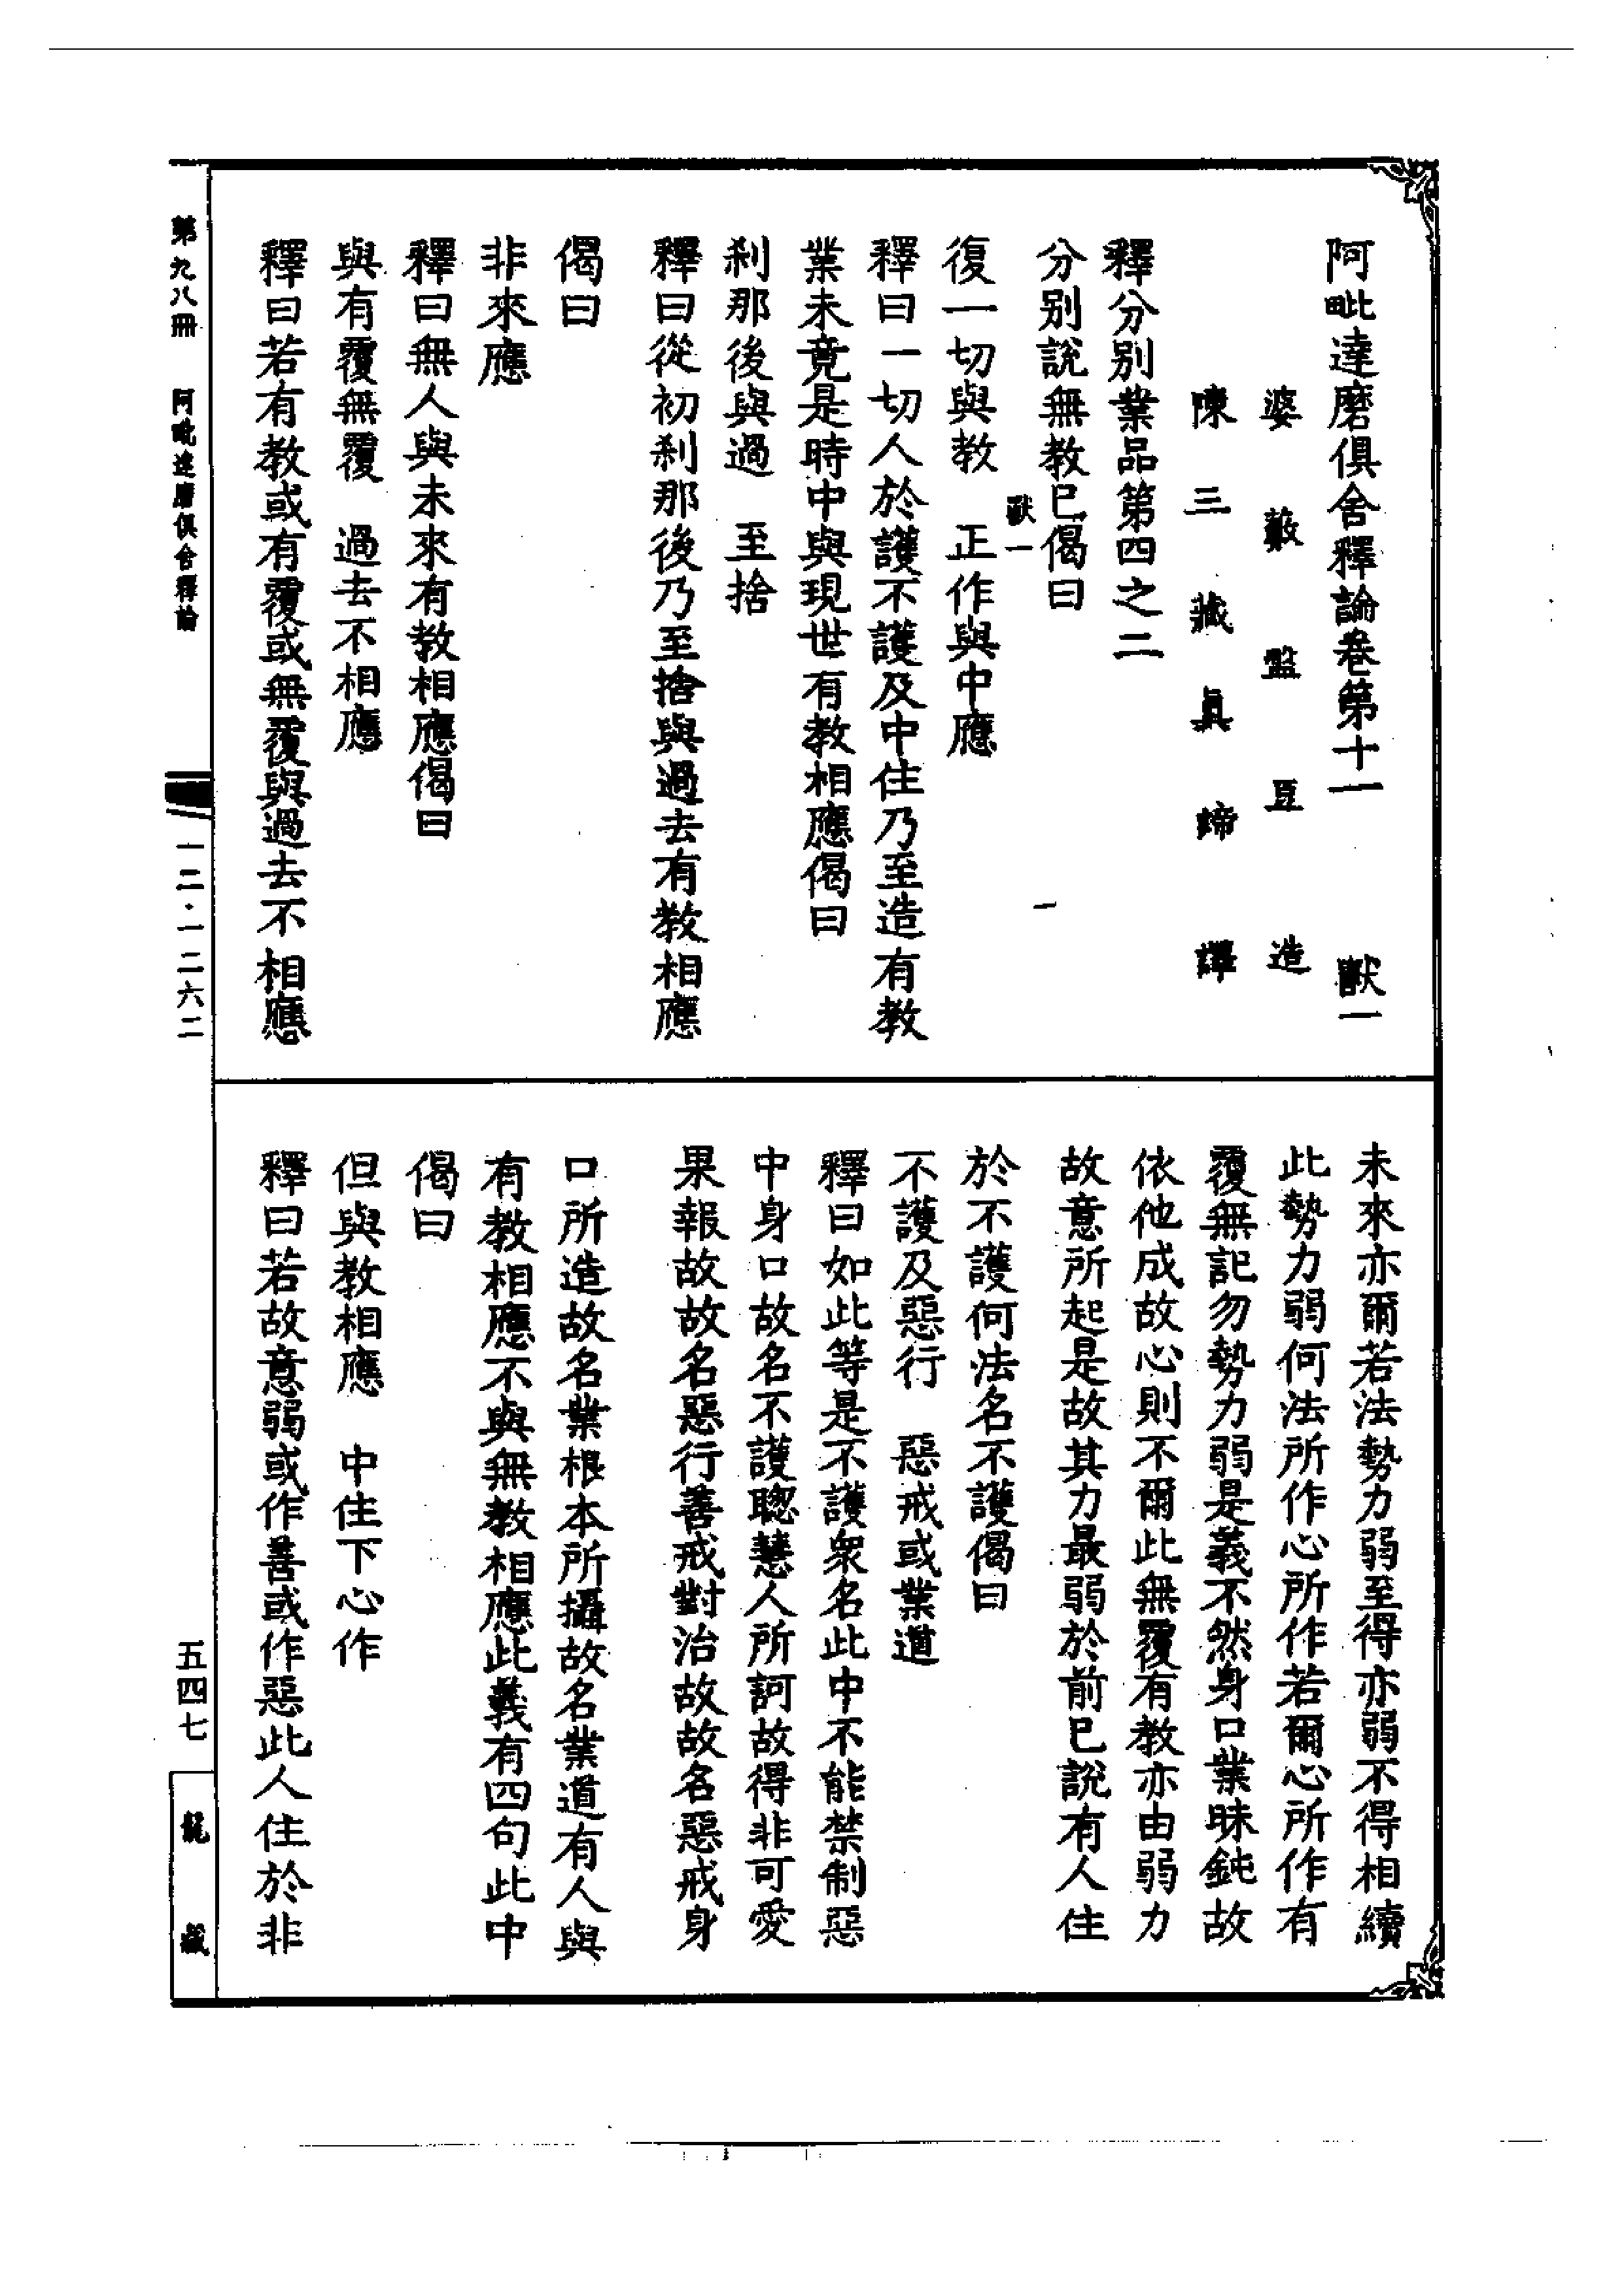 阿毗達磨俱舍釋論卷第十一　獸一
婆藪盤豆造
陳三藏真諦譯
釋分別業品第四之二
分別說無教已偈曰
獸一　一
復一切與教　正作與中應
釋曰一切人於護不護及中住乃至造有教
業未竟是時中與現世有教相應偈曰
剎那後與過　至捨
釋曰從初剎那後乃至捨與過去有教相應
偈曰
非來應
釋曰無人與未來有教相應偈曰
與有覆無覆　過去不相應
釋曰若有教或有覆或無覆與過去不相應
未來亦爾若法勢力弱至得亦弱不得相續
此勢力弱何法所作心所作若爾心所作有
覆無記勿勢力弱是義不然身口業昧鈍故
依他成故心則不爾此無覆有教亦由弱力
故意所起是故其力最弱於前已說有人住
於不護何法名不護偈曰
不護及惡行　惡戒或業道
釋曰如此等是不護眾名此中不能禁制惡
中身口故名不護聰慧人所訶故得非可愛
果報故故名惡行善戒對治故故名惡戒身
口所造故名業根本所攝故名業道有人與
有教相應不與無教相應此義有四句此中
偈曰
但與教相應　中住下心作
釋曰若故意弱或作善或作惡此人住於非
第九八冊　阿毗達磨俱舍釋論
一二·一二六二
五四七
龍藏